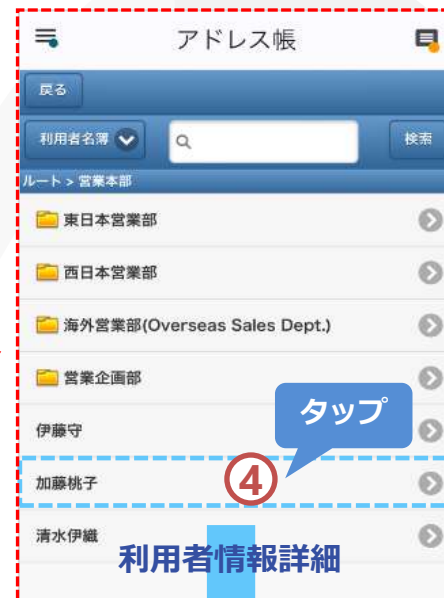 アドレス帳
戻る
利用者名簿
検索
ルート > 営業本部
東日本営業部
西日本営業部
海外営業部(Overseas Sales Dept.)
営業企画部
タップ
伊藤守
加藤桃子
④
清水伊織
利用者情報詳細